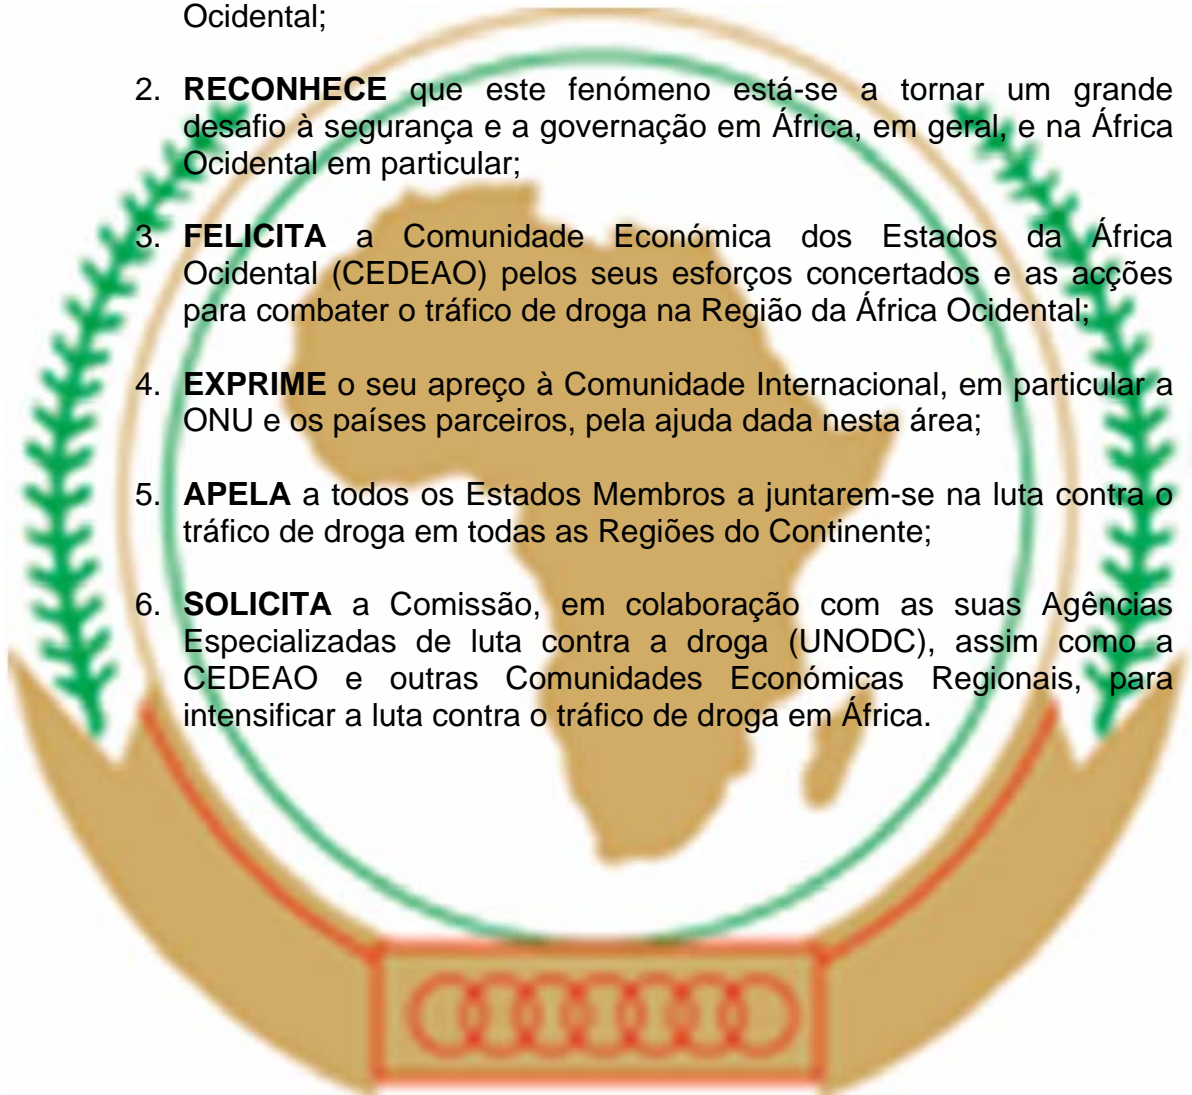 Ocidental;
2. RECONHECE que este fenómeno está-se a tornar um grande
desafio à segurança e a governação em África, em geral, e na África
Ocidental em particular;
3. FELICITA a Comunidade Económica dos Estados da África
Ocidental (CEDEAO) pelos seus esforços concertados e as acções
para combater o tráfico de droga na Região da África Ocidental;
4. EXPRIME o seu apreço à Comunidade Internacional, em particular a
ONU e os países parceiros, pela ajuda dada nesta área;
5. APELA a todos os Estados Membros a juntarem-se na luta contra o
tráfico de droga em todas as Regiões do Continente;
6. SOLICITA a Comissão, em colaboração com as suas Agências
Especializadas de luta contra a droga (UNODC), assim como a
CEDEAO e outras Comunidades Económicas Regionais, para
intensificar a luta contra o tráfico de droga em África.